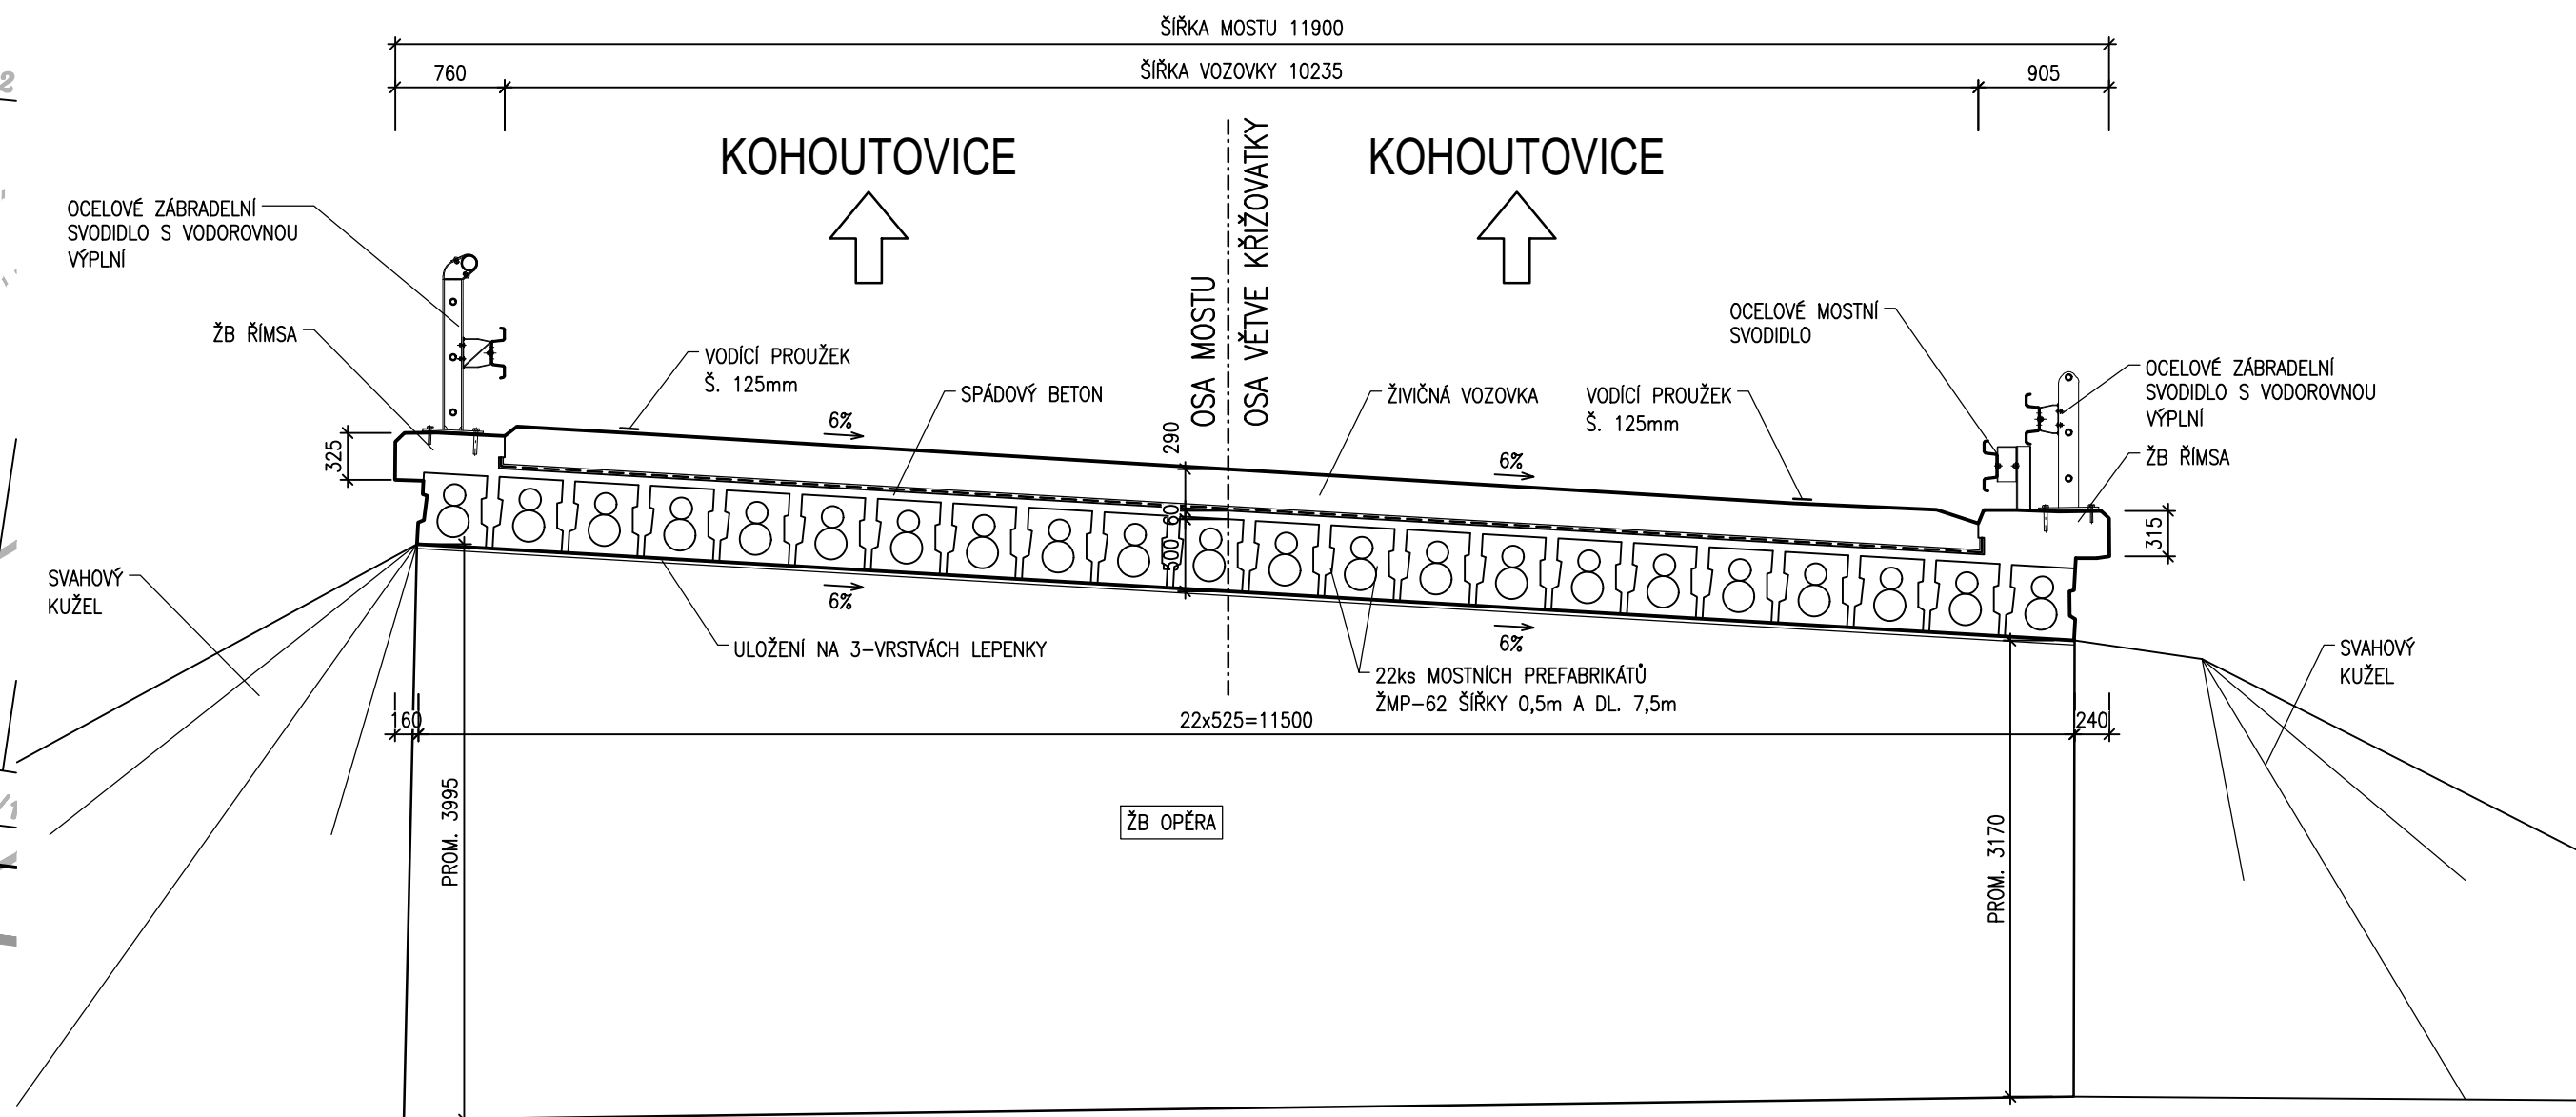 ŠÍŘKA MOSTU 11900
760
ŠÍŘKA VOZOVKY 10235
905
KOHOUTOVICE
KOHOUTOVICE
OSA MOSTU
OSA VĚTVE KŘIŽOVATKY
OCELOVÉ ZÁBRADELNÍ
SVODIDLO S VODOROVNOU
VÝPLNÍ
ŽB ŘÍMSA
VODÍCÍ PROUŽEK
Š. 125mm
SPÁDOVÝ BETON
ŽIVIČNÁ VOZOVKA
VODÍCÍ PROUŽEK
Š. 125mm
OCELOVÉ MOSTNÍ
SVODIDLO
OCELOVÉ ZÁBRADELNÍ
SVODIDLO S VODOROVNOU
VÝPLNÍ
ŽB ŘÍMSA
325
6%
290
6%
60
500
315
SVAHOVÝ
KUŽEL
6%
6%
ULOŽENÍ NA 3-VRSTVÁCH LEPENKY
22ks MOSTNÍCH PREFABRIKÁTŮ
ŽMP-62 ŠÍŘKY 0,5m A DL. 7,5m
SVAHOVÝ
KUŽEL
160
22x525=11500
240
PROM. 3995
ŽB OPĚRA
PROM. 3170
2
/1